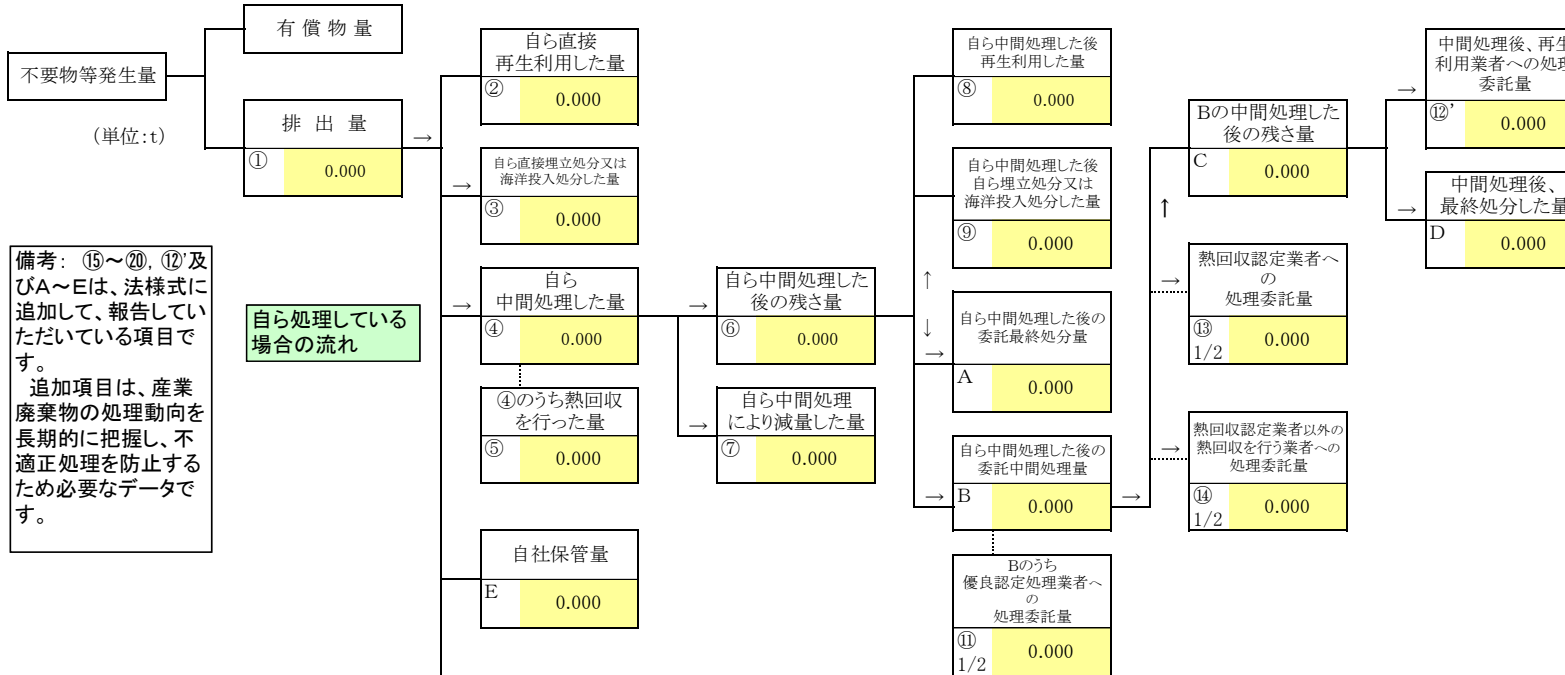 有 償 物 量
不要物等発生量
(単位:t)
排 出 量
→
①
0.000
備考: ⑮～⑳, ⑫'及
びA～Eは、法様式に
追加して、報告してい
ただいている項目で
す。
追加項目は、産業
廃棄物の処理動向を
長期的に把握し、不
適正処理を防止する
ため必要なデータで
す。
自ら処理している
場合の流れ
自ら直接
再生利用した量
②
0.000
→
自ら直接埋立処分又は
海洋投入処分した量
③
0.000
→
自ら
中間処理した量
④
0.000
④のうち熱回収
を行った量
⑤
0.000
自社保管量
E
0.000
→
自ら中間処理した
後の残さ量
⑥
0.000
→
自ら中間処理
により減量した量
⑦
0.000
自ら中間処理した後
再生利用した量
⑧
0.000
自ら中間処理した後
自ら埋立処分又は
海洋投入処分した量
⑨
0.000
↑
↓
→
自ら中間処理した後の
委託最終処分量
A
0.000
→
自ら中間処理した後の
委託中間処理量
B
0.000
→
Bのうち
優良認定処理業者へ
の
処理委託量
⑪
1/2
0.000
Bの中間処理した
後の残さ量
C
0.000
↑
→
熱回収認定業者へ
の
処理委託量
⑬
1/2
0.000
→
熱回収認定業者以外の
熱回収を行う業者への
処理委託量
⑭
1/2
0.000
→
中間処理後、再生
利用業者への処理
委託量
⑫'
0.000
→
中間処理後、
最終処分した量
D
0.000